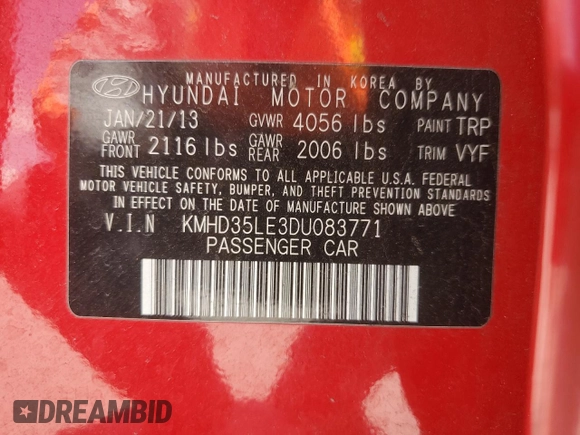 MANUFACTURED IN KOREA BY
HYUNDAI MOTOR COMPANY
JAN/21/13 GVWR 4056 lbs PAINT TRP
GAWR FRONT 2116 lbs GAWR REAR 2006 lbs TRIM VYF
THIS VEHICLE CONFORMS TO ALL APPLICABLE U.S.A. FEDERAL
MOTOR VEHICLE SAFETY, BUMPER, AND THEFT PREVENTION STANDARDS
IN EFFECT ON THE DATE OF MANUFACTURE SHOWN ABOVE
V.I.N KMHD35LE3DU083771
PASSENGER CAR
DREAMBID